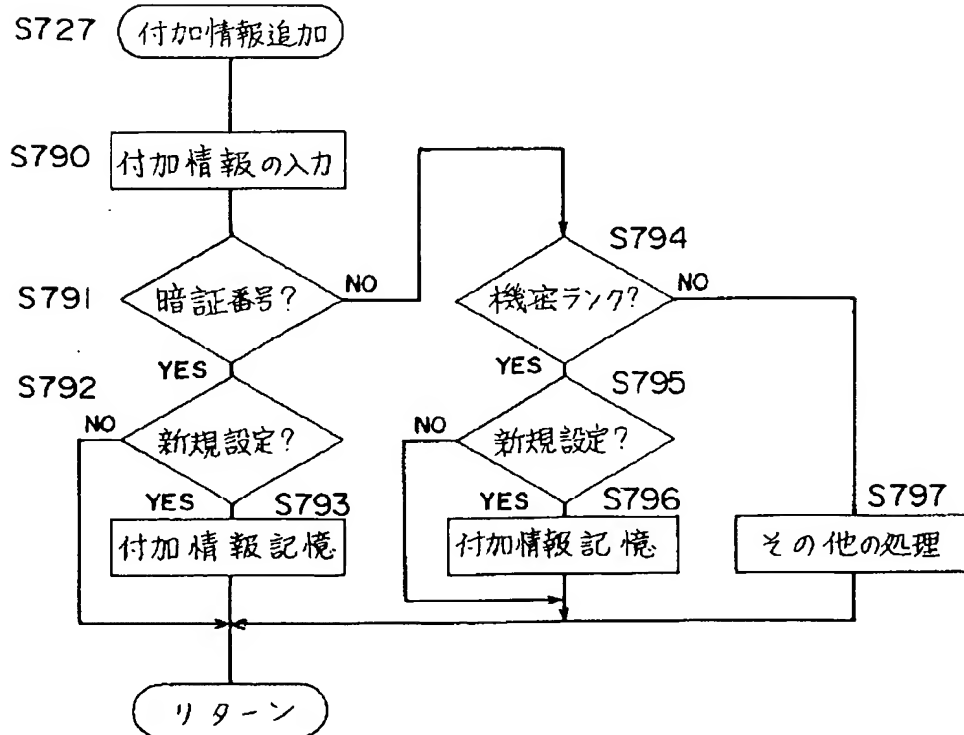 S727 付加情報追加
S790 付加情報の入力
S791 暗証番号? NO
YES
S792
NO 新規設定?
YES S793
付加情報記憶
S794
機密ランク? NO
YES S795
NO 新規設定?
YES S796
付加情報記憶
S797
その他の処理
リターン